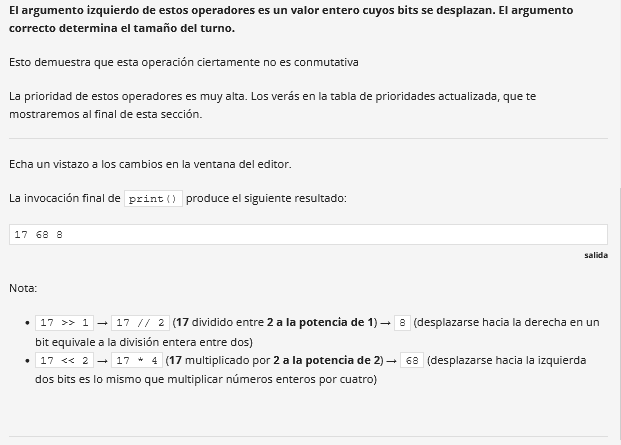 El argumento izquierdo de estos operadores es un valor entero cuyos bits se desplazan. El argumento
correcto determina el tamaño del turno.
Esto demuestra que esta operación ciertamente no es conmutativa
La prioridad de estos operadores es muy alta. Los verás en la tabla de prioridades actualizada, que te
mostraremos al final de esta sección.
Echa un vistazo a los cambios en la ventana del editor.
La invocación final de print() produce el siguiente resultado:
17 68 8
salida
Nota:
• 17 >> 1 → 17 // 2 (17 dividido entre 2 a la potencia de 1) → 8 (desplazarse hacia la derecha en un
bit equivale a la división entera entre dos)
• 17 << 2 → 17 * 4 (17 multiplicado por 2 a la potencia de 2) → 68 (desplazarse hacia la izquierda
dos bits es lo mismo que multiplicar números enteros por cuatro)